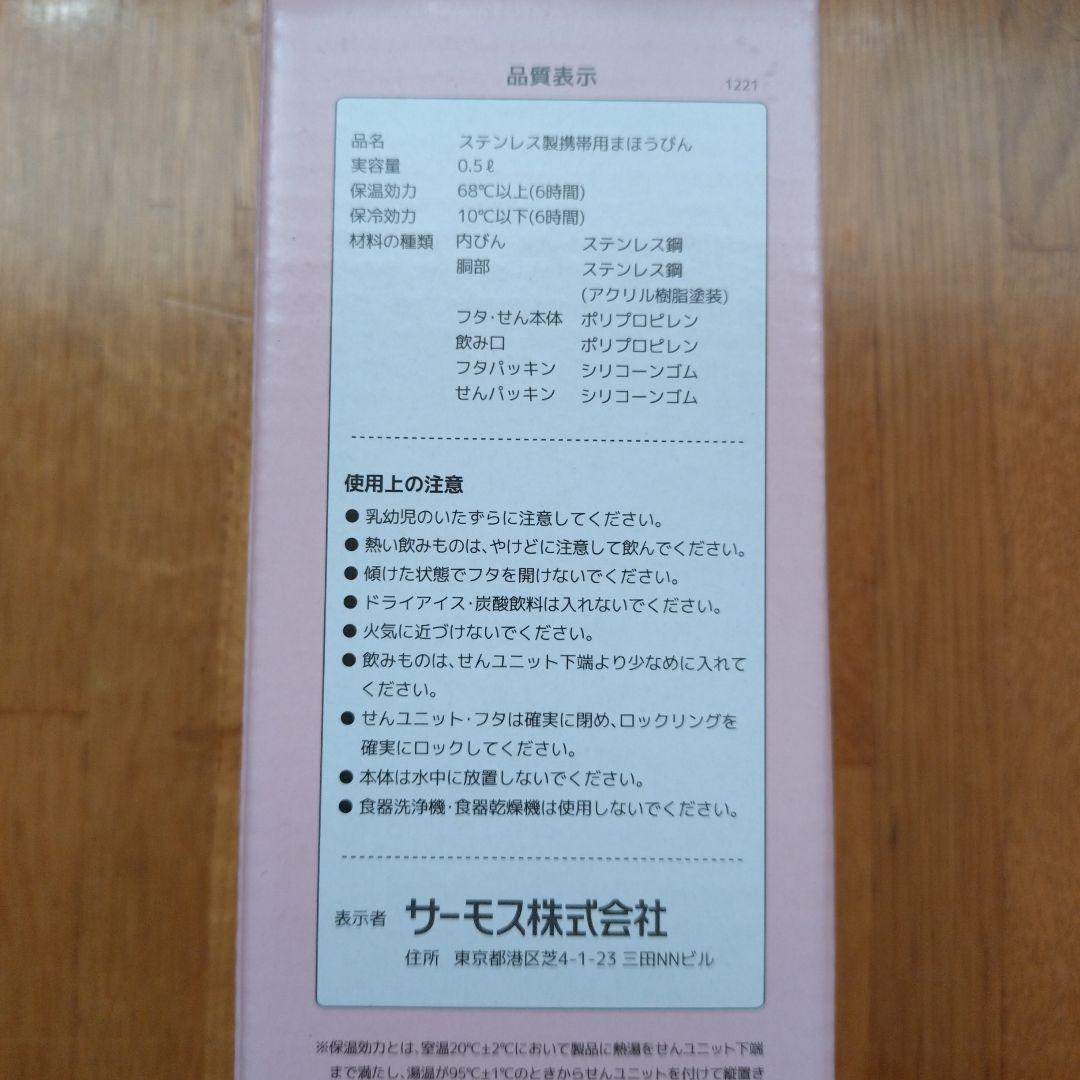 品質表示
1221
品名 ステンレス製携帯用まほうびん
実容量 0.5ℓ
保温効力 68℃以上(6時間)
保冷効力 10℃以下(6時間)
材料の種類 内びん ステンレス鋼
胴部 ステンレス鋼
(アクリル樹脂塗装)
フタ・せん本体 ポリプロピレン
飲み口 ポリプロピレン
フタパッキン シリコーンゴム
せんパッキン シリコーンゴム
使用上の注意
● 乳幼児のいたずらに注意してください。
● 熱い飲みものは、やけどに注意して飲んでください。
● 傾けた状態でフタを開けないでください。
● ドライアイス・炭酸飲料は入れないでください。
● 火気に近づけないでください。
● 飲みものは、せんユニット下端より少なめに入れて
ください。
● せんユニット・フタは確実に閉め、ロックリングを
確実にロックしてください。
● 本体は水中に放置しないでください。
● 食器洗浄機・食器乾燥機は使用しないでください。
表示者 サーモス株式会社
住所 東京都港区芝4-1-23 三田NNビル
※保温効力とは、室温20℃±2℃において製品に熱湯をせんユニット下端
まで満たし、湯温が95℃±1℃のときからせんユニットを付けて縦置き